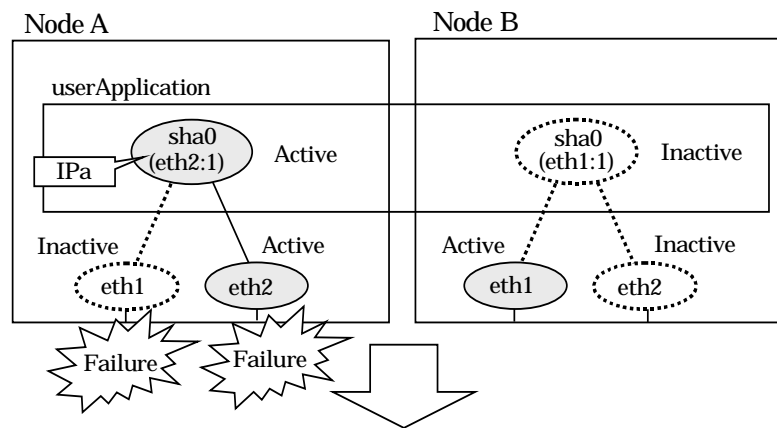 Node A
Node B
userApplication
sha0
(eth2:1)
Active
IPa
sha0
(eth1:1)
Inactive
Inactive
Active
Active
Inactive
eth1
eth2
eth1
eth2
Failure
Failure